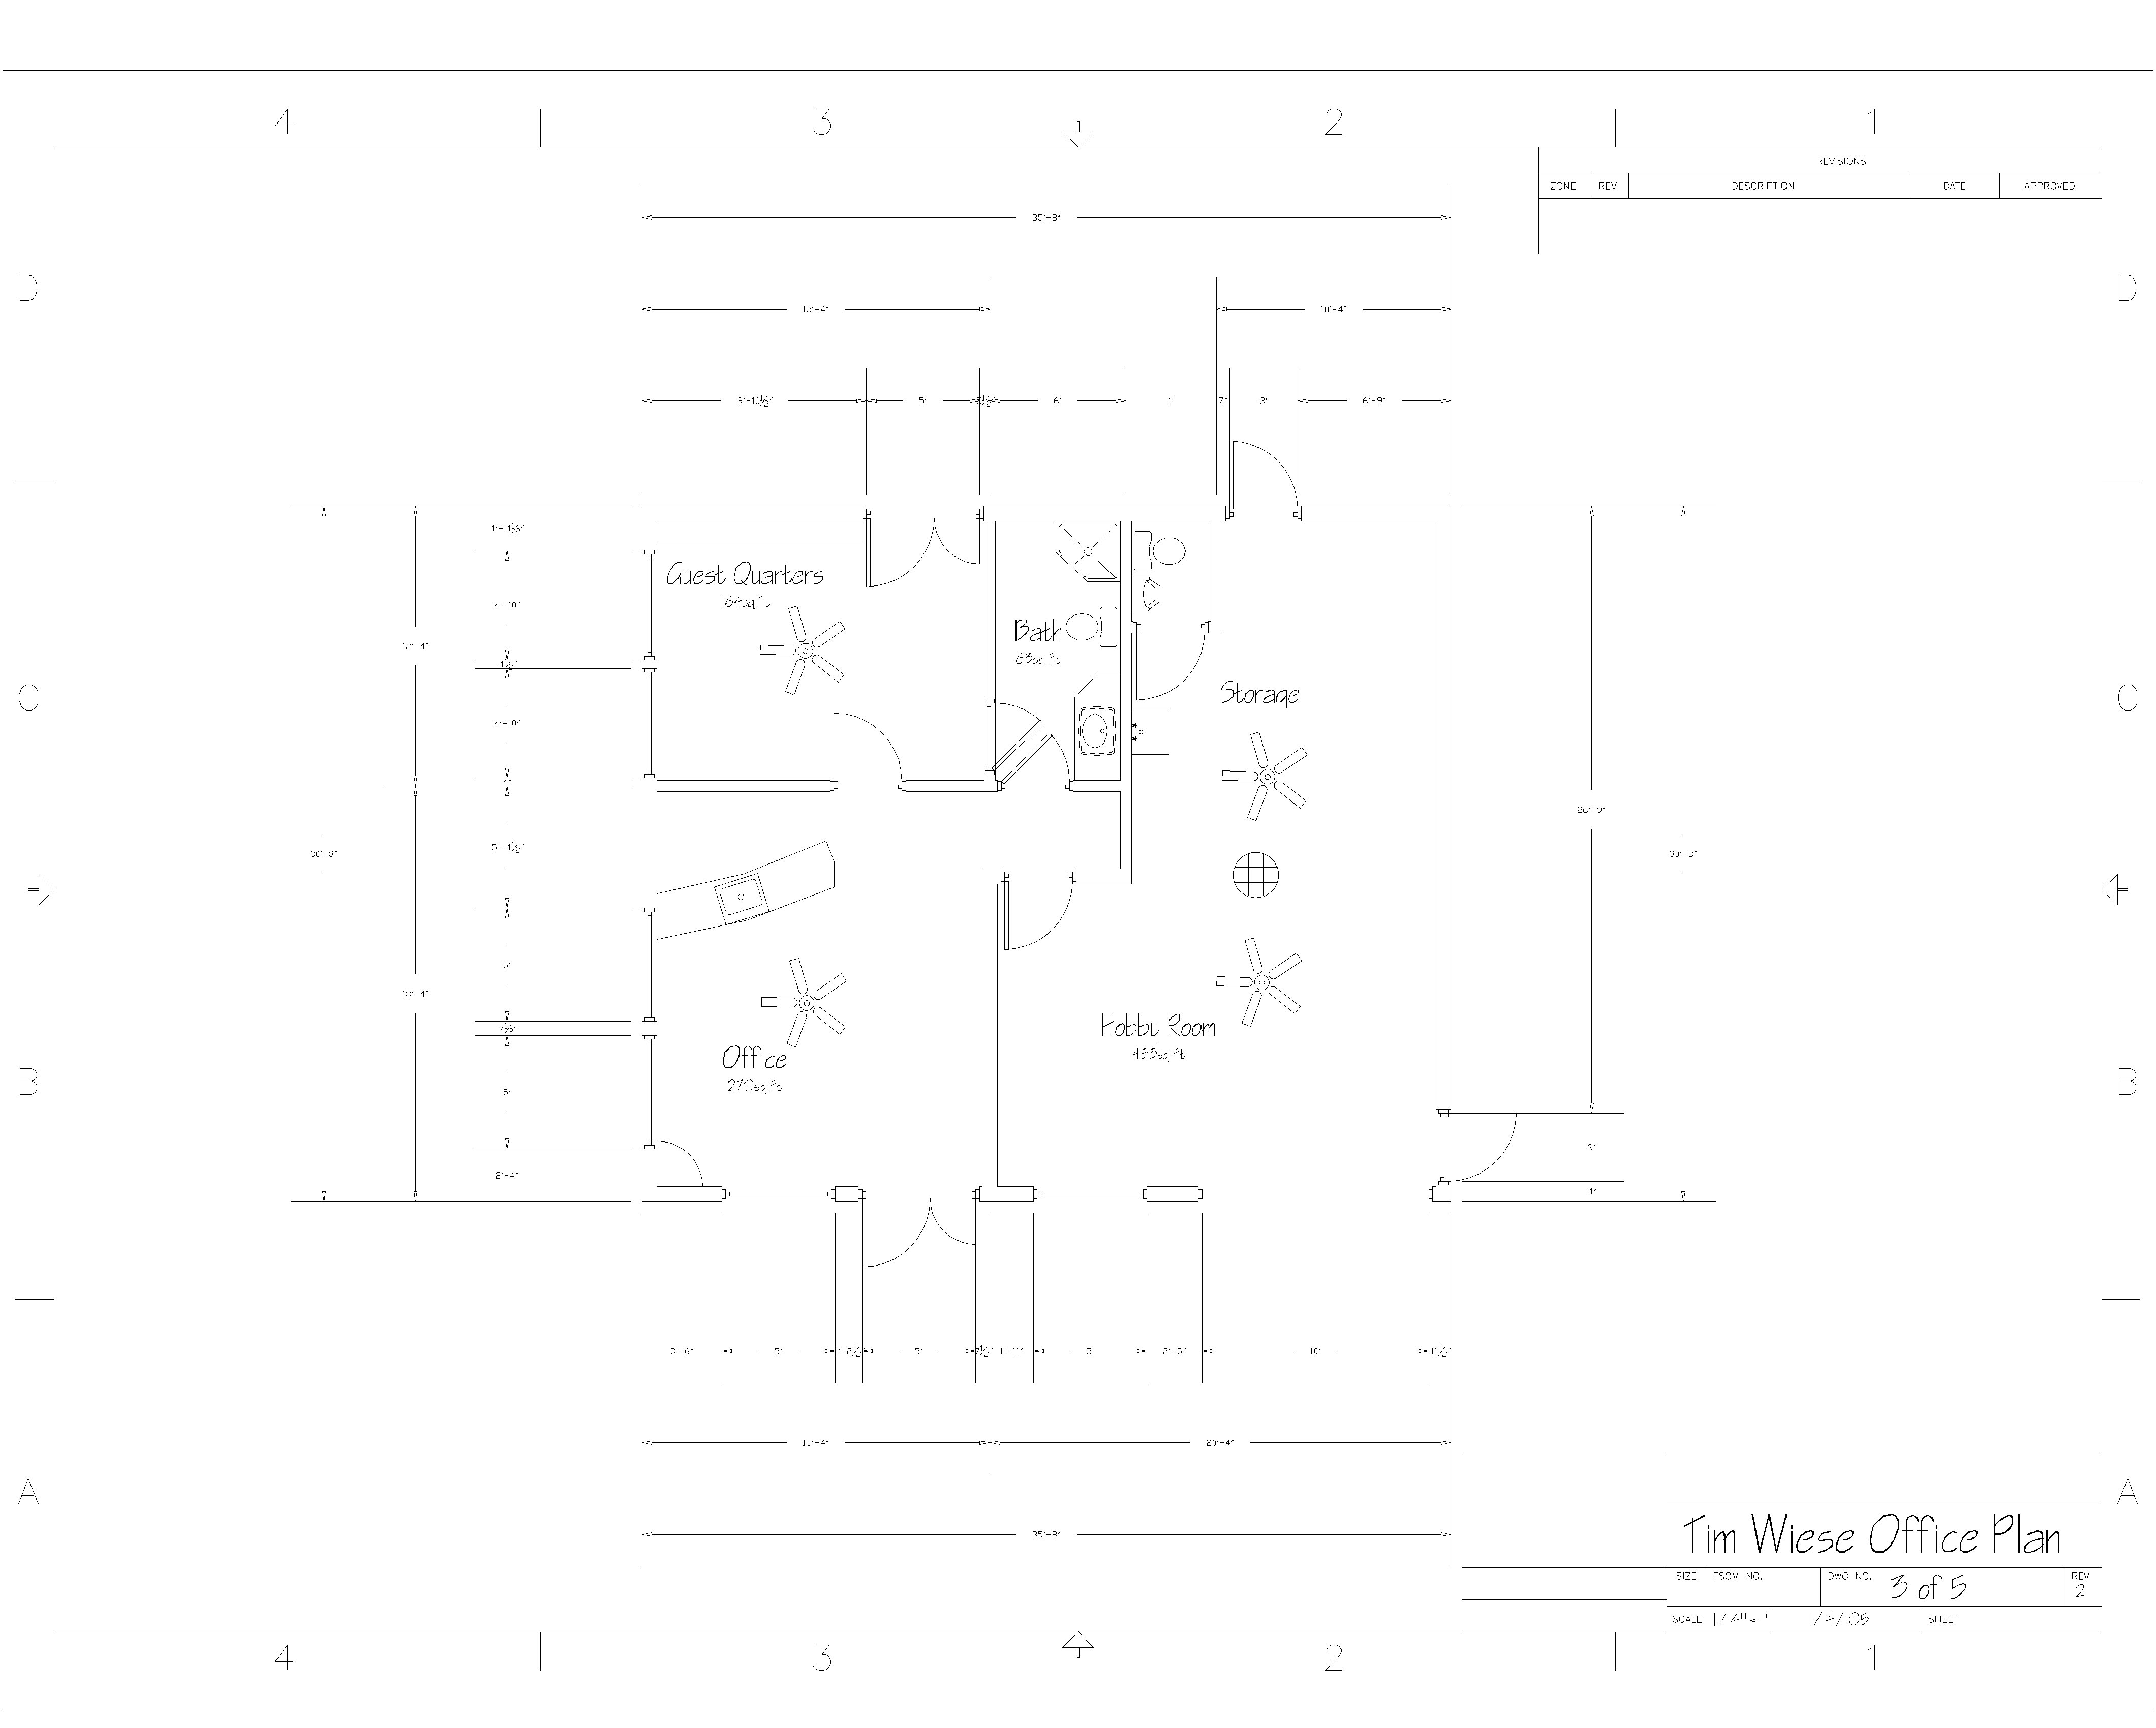 4 3 2 1
REVISIONS
ZONE REV DESCRIPTION DATE APPROVED
35'-8"
D D
15'-4" 10'-4"
9'-10½" 5' 5½" 6' 4' 7" 3' 6'-9"
1'-11½"
Guest Quarters
164sq
4'-10"
Bath
63sq Ft
12'-4"
4½"
C C
Storage
4'-10"
4"
26'-9"
5'-4½"
30'-8" 30'-8"
5'
18'-4"
7½"
Hobby Room
453sq Ft
Office
B B
5'
3'
2'-4"
11"
3'-6" 5' 1'-2½" 5' 7½" 1'-11" 5' 2'-5" 10' 11½"
15'-4" 20'-4"
A A
35'-8"
Tim Wiese Office Plan
SIZE FSCM NO. DWG NO. 3 of 5 REV 2
SCALE 1/4"= 1/4/05 SHEET
4 3 2 1